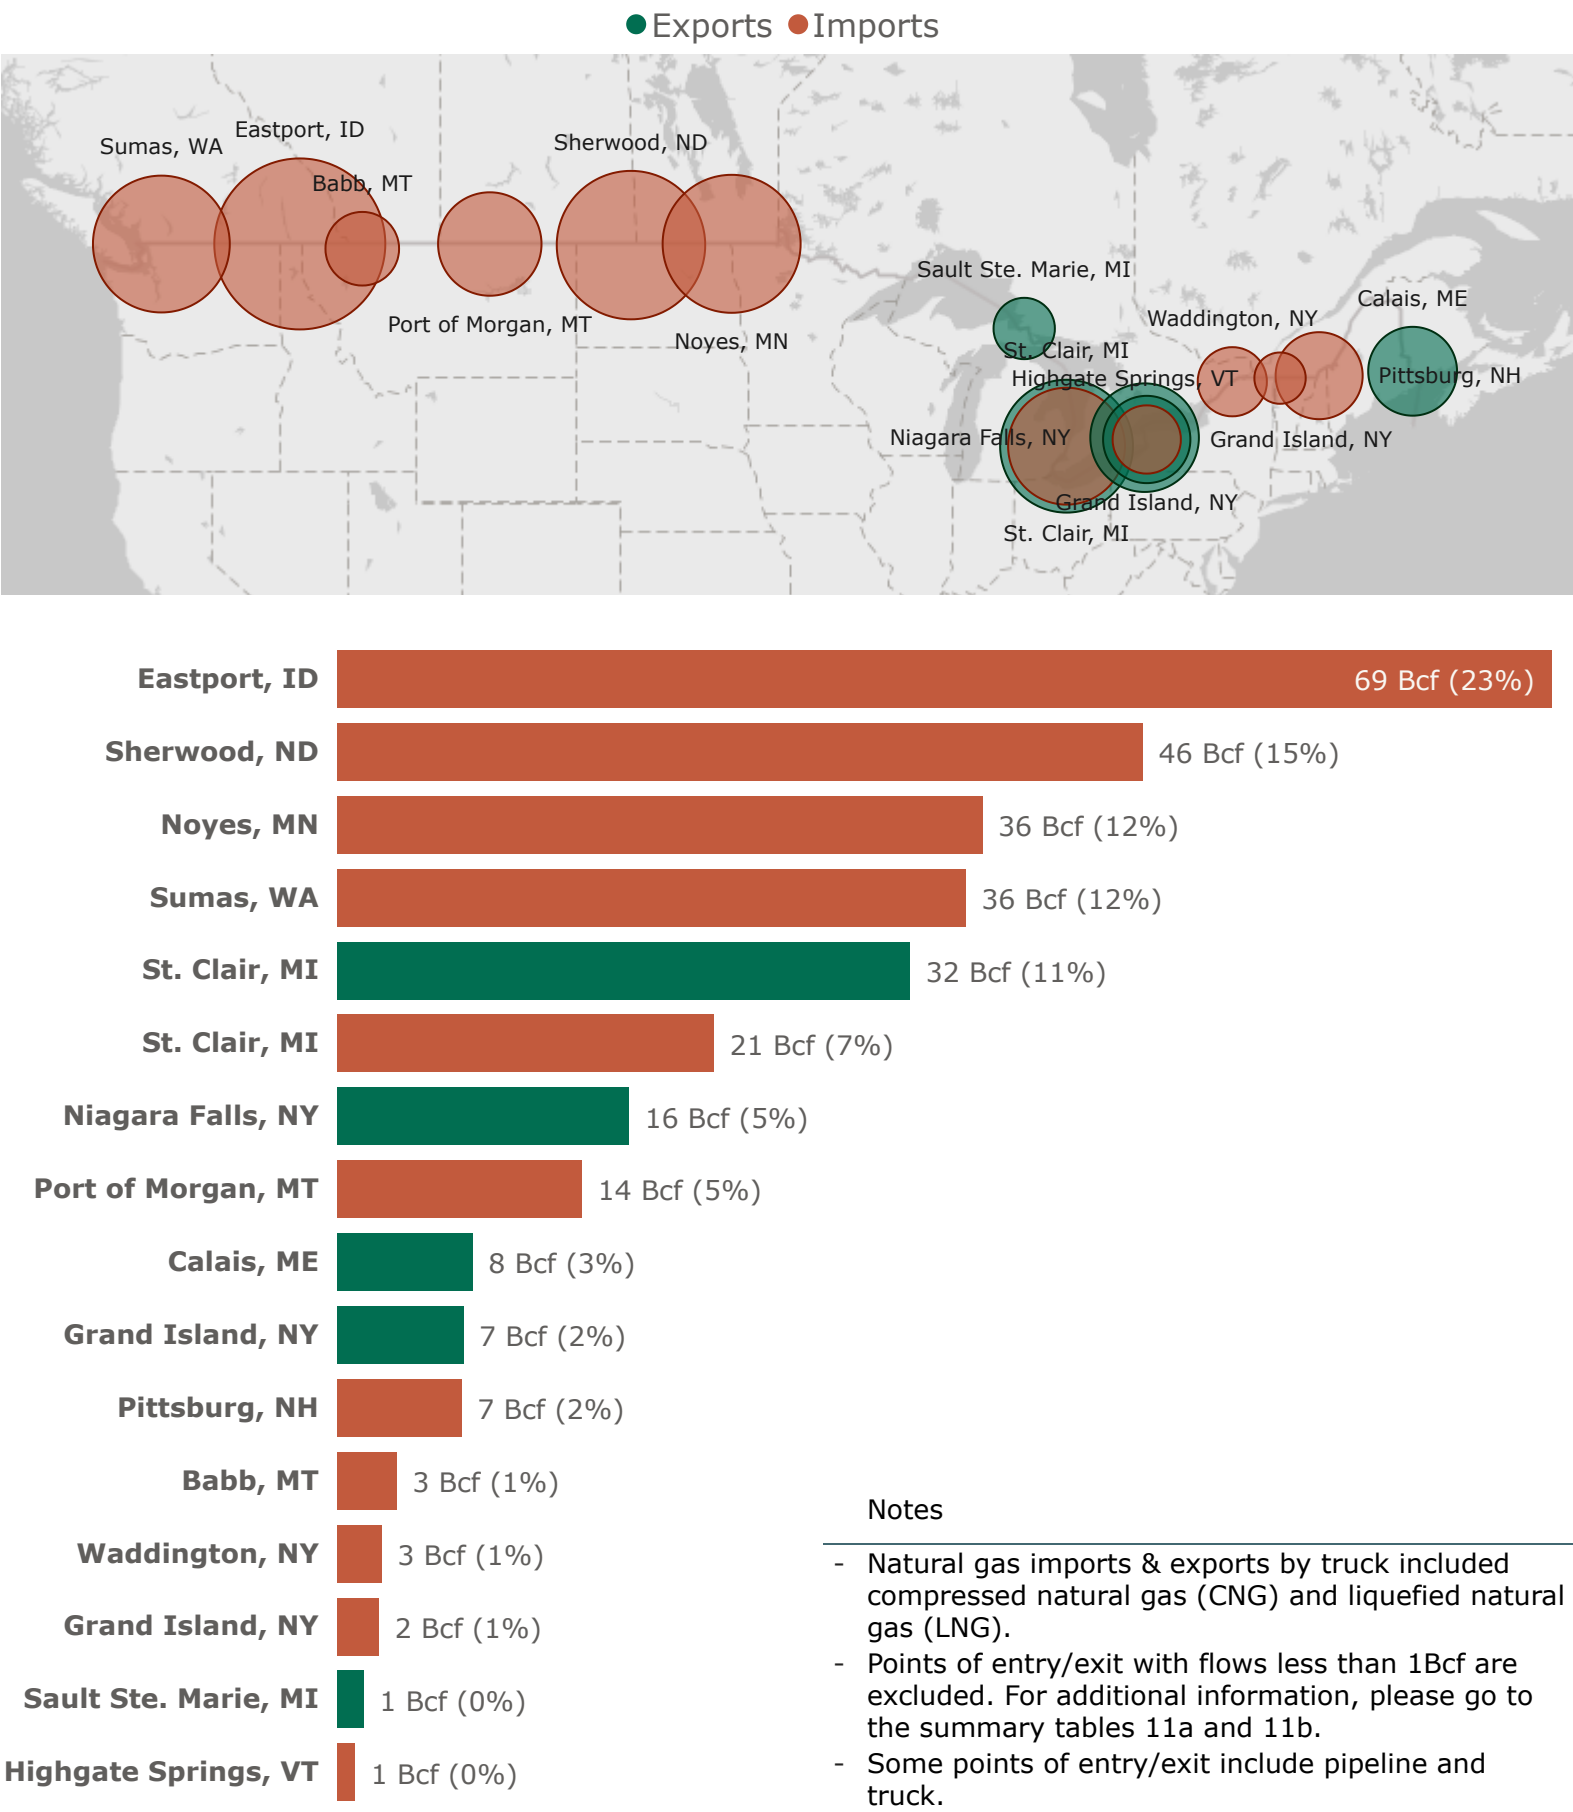 Exports Imports
Eastport, ID
Sumas, WA
Sherwood, ND
Babb, MT
Sault Ste. Marie, MI
Calais, ME
Waddington, NY
Port of Morgan, MT
Noyes, MN
St. Clair, MI
Highgate Springs, VT
Pittsburg, NH
Niagara Falls, NY
Grand Island, NY
Grand Island, NY
St. Clair, MI
Eastport, ID 69 Bcf (23%)
Sherwood, ND 46 Bcf (15%)
Noyes, MN 36 Bcf (12%)
Sumas, WA 36 Bcf (12%)
St. Clair, MI 32 Bcf (11%)
St. Clair, MI 21 Bcf (7%)
Niagara Falls, NY 16 Bcf (5%)
Port of Morgan, MT 14 Bcf (5%)
Calais, ME 8 Bcf (3%)
Grand Island, NY 7 Bcf (2%)
Pittsburg, NH 7 Bcf (2%)
Babb, MT 3 Bcf (1%)
Waddington, NY 3 Bcf (1%)
Grand Island, NY 2 Bcf (1%)
Sault Ste. Marie, MI 1 Bcf (0%)
Highgate Springs, VT 1 Bcf (0%)
Notes
- Natural gas imports & exports by truck included
compressed natural gas (CNG) and liquefied natural
gas (LNG).
- Points of entry/exit with flows less than 1Bcf are
excluded. For additional information, please go to
the summary tables 11a and 11b.
- Some points of entry/exit include pipeline and
truck.